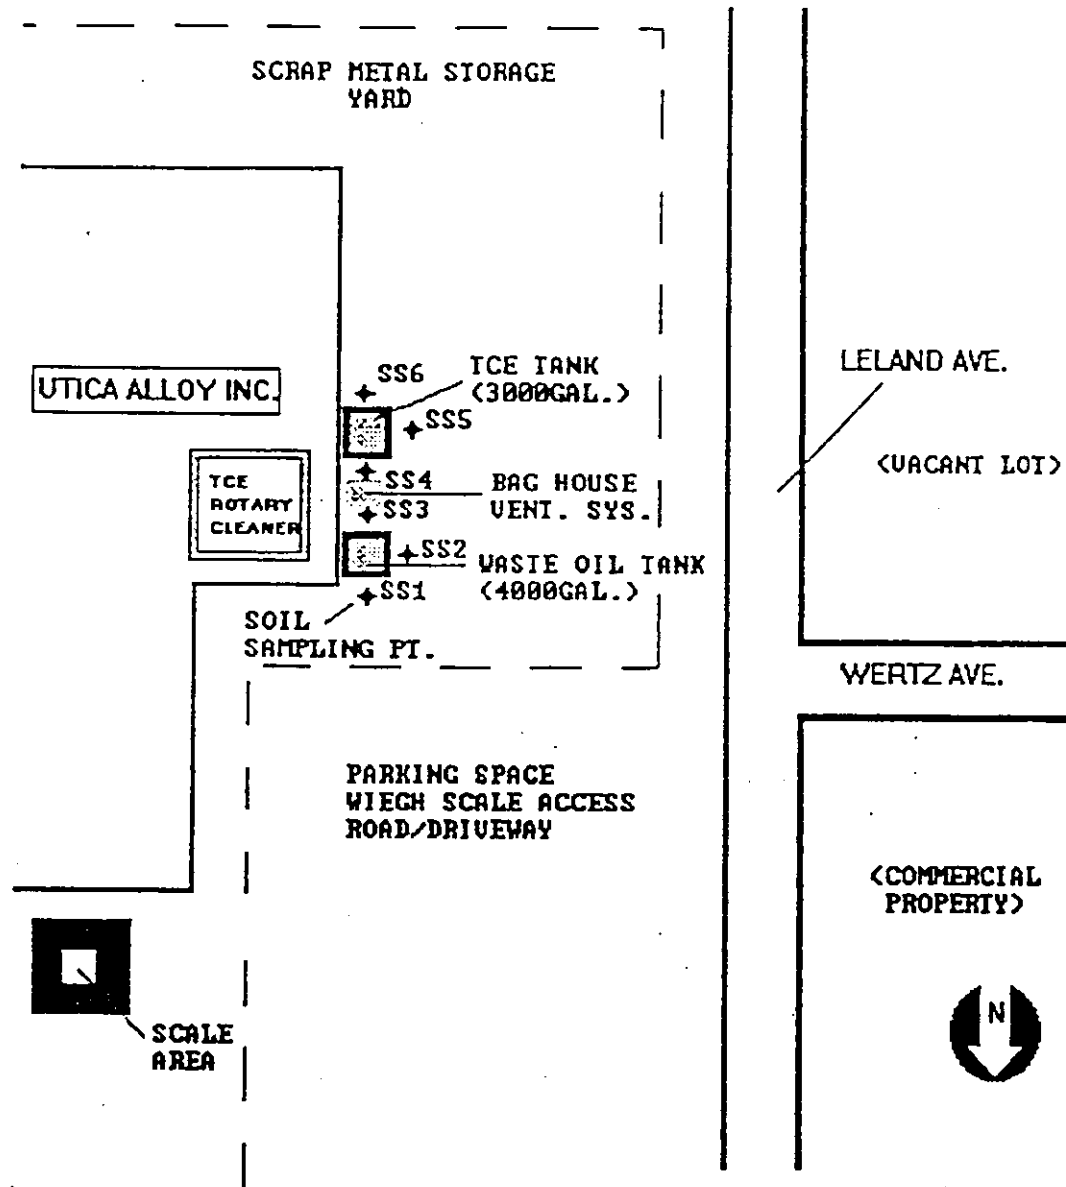 SCRAP METAL STORAGE
YARD
UTICA ALLOY INC.
TCE
ROTARY
CLEANER
SS6
TCE TANK
(3000GAL.)
SS5
SS4
BAG HOUSE
VENT. SYS.
SS3
SS2
WASTE OIL TANK
(4000GAL.)
SS1
SOIL
SAMPLING PT.
LELAND AVE.
<VACANT LOT>
WERTZ AVE.
PARKING SPACE
WIEGH SCALE ACCESS
ROAD/DRIVEWAY
<COMMERCIAL
PROPERTY>
N
SCALE
AREA